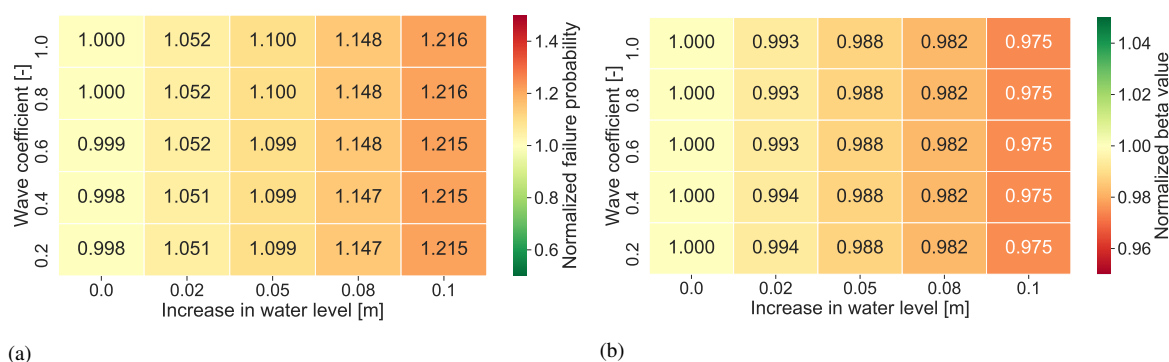 1.0 1.000 1.052 1.100 1.148 1.216
0.8 1.000 1.052 1.100 1.148 1.216
0.6 0.999 1.052 1.099 1.148 1.215
0.4 0.998 1.051 1.099 1.147 1.215
0.2 0.998 1.051 1.099 1.147 1.215
Wave coefficient [-]
0.0 0.02 0.05 0.08 0.1
Increase in water level [m]
1.4
1.2
1.0
0.8
0.6
Normalized failure probability
(a)
1.0 1.000 0.993 0.988 0.982 0.975
0.8 1.000 0.993 0.988 0.982 0.975
0.6 1.000 0.993 0.988 0.982 0.975
0.4 1.000 0.994 0.988 0.982 0.975
0.2 1.000 0.994 0.988 0.982 0.975
Wave coefficient [-]
0.0 0.02 0.05 0.08 0.1
Increase in water level [m]
1.04
1.02
1.00
0.98
0.96
Normalized beta value
(b)